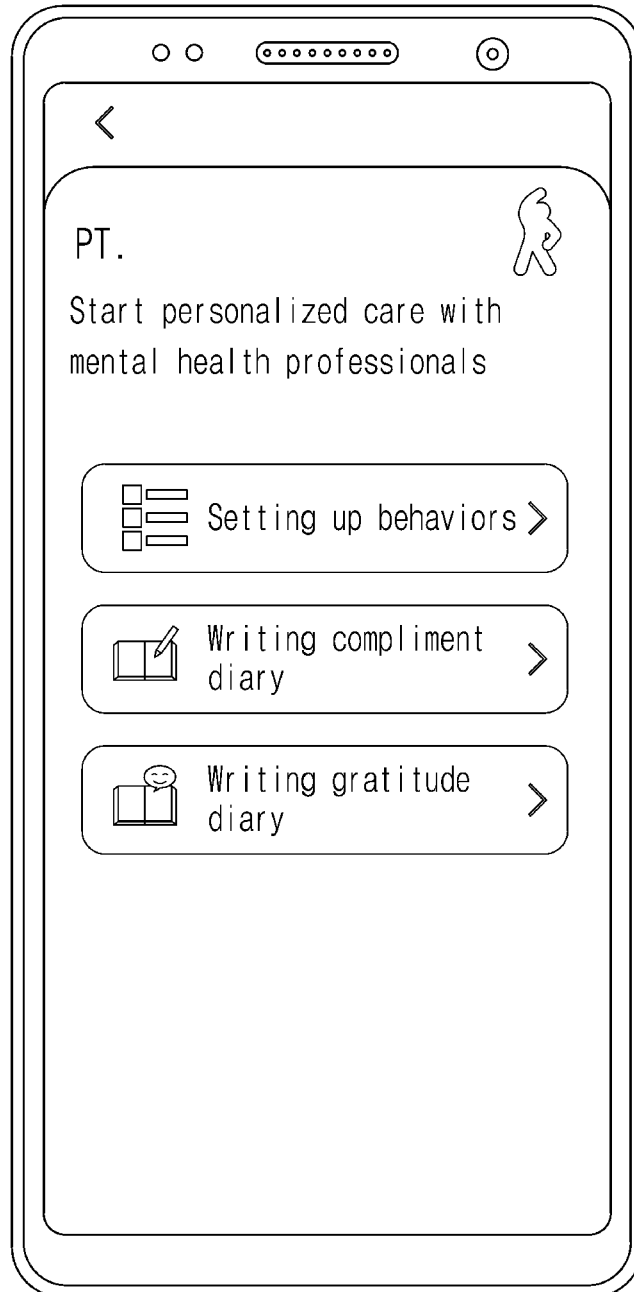 PT.
Start personalized care with
mental health professionals
Setting up behaviors
Writing compliment
diary
Writing gratitude
diary